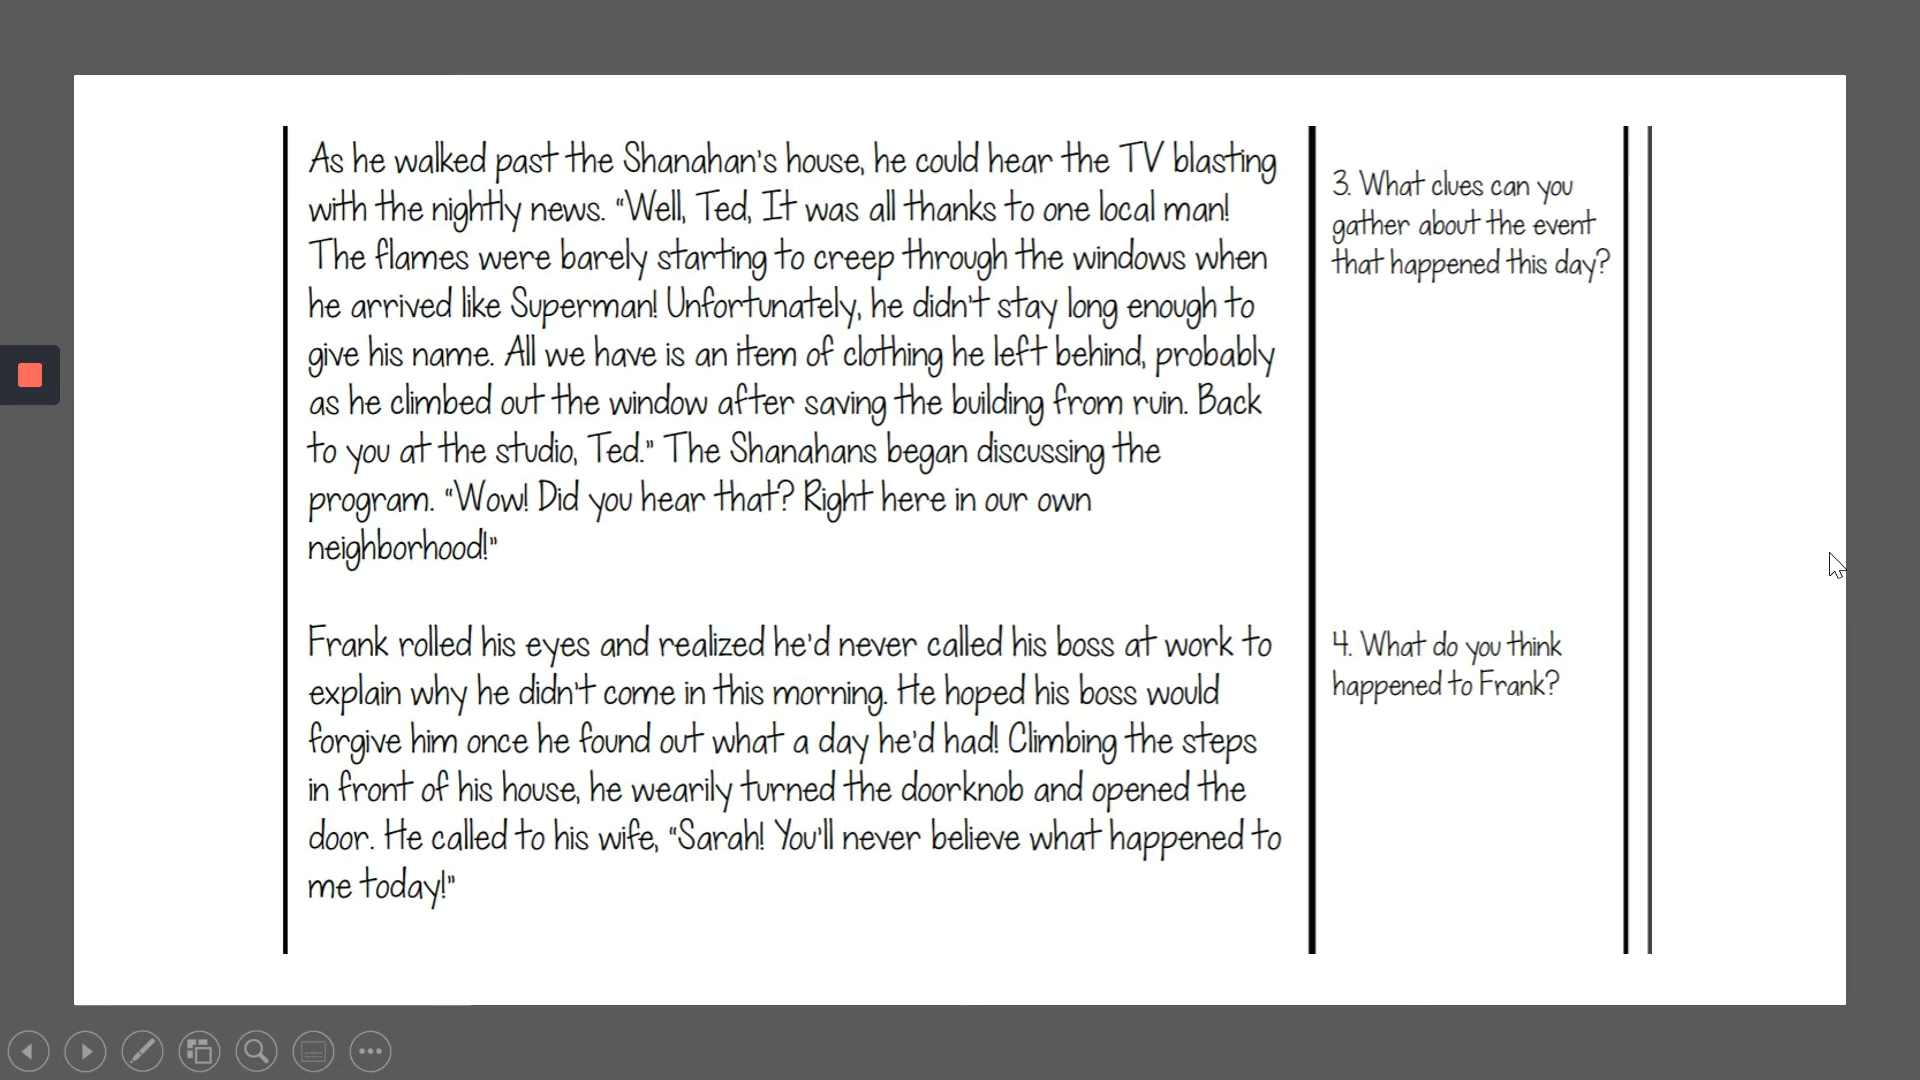 As he walked past the Shanahan's house, he could hear the TV blasting
with the nightly news. "Well, Ted, It was all thanks to one local man!
The flames were barely starting to creep through the windows when
he arrived like Superman! Unfortunately, he didn't stay long enough to
give his name. All we have is an item of clothing he left behind, probably
as he climbed out the window after saving the building from ruin. Back
to you at the studio, Ted." The Shanahans began discussing the
program. "Wow! Did you hear that? Right here in our own
neighborhood!"
Frank rolled his eyes and realized he'd never called his boss at work to
explain why he didn't come in this morning. He hoped his boss would
forgive him once he found out what a day he'd had! Climbing the steps
in front of his house, he wearily turned the doorknob and opened the
door. He called to his wife, "Sarah! You'll never believe what happened to
me today!"
3. What clues can you
gather about the event
that happened this day?
4. What do you think
happened to Frank?